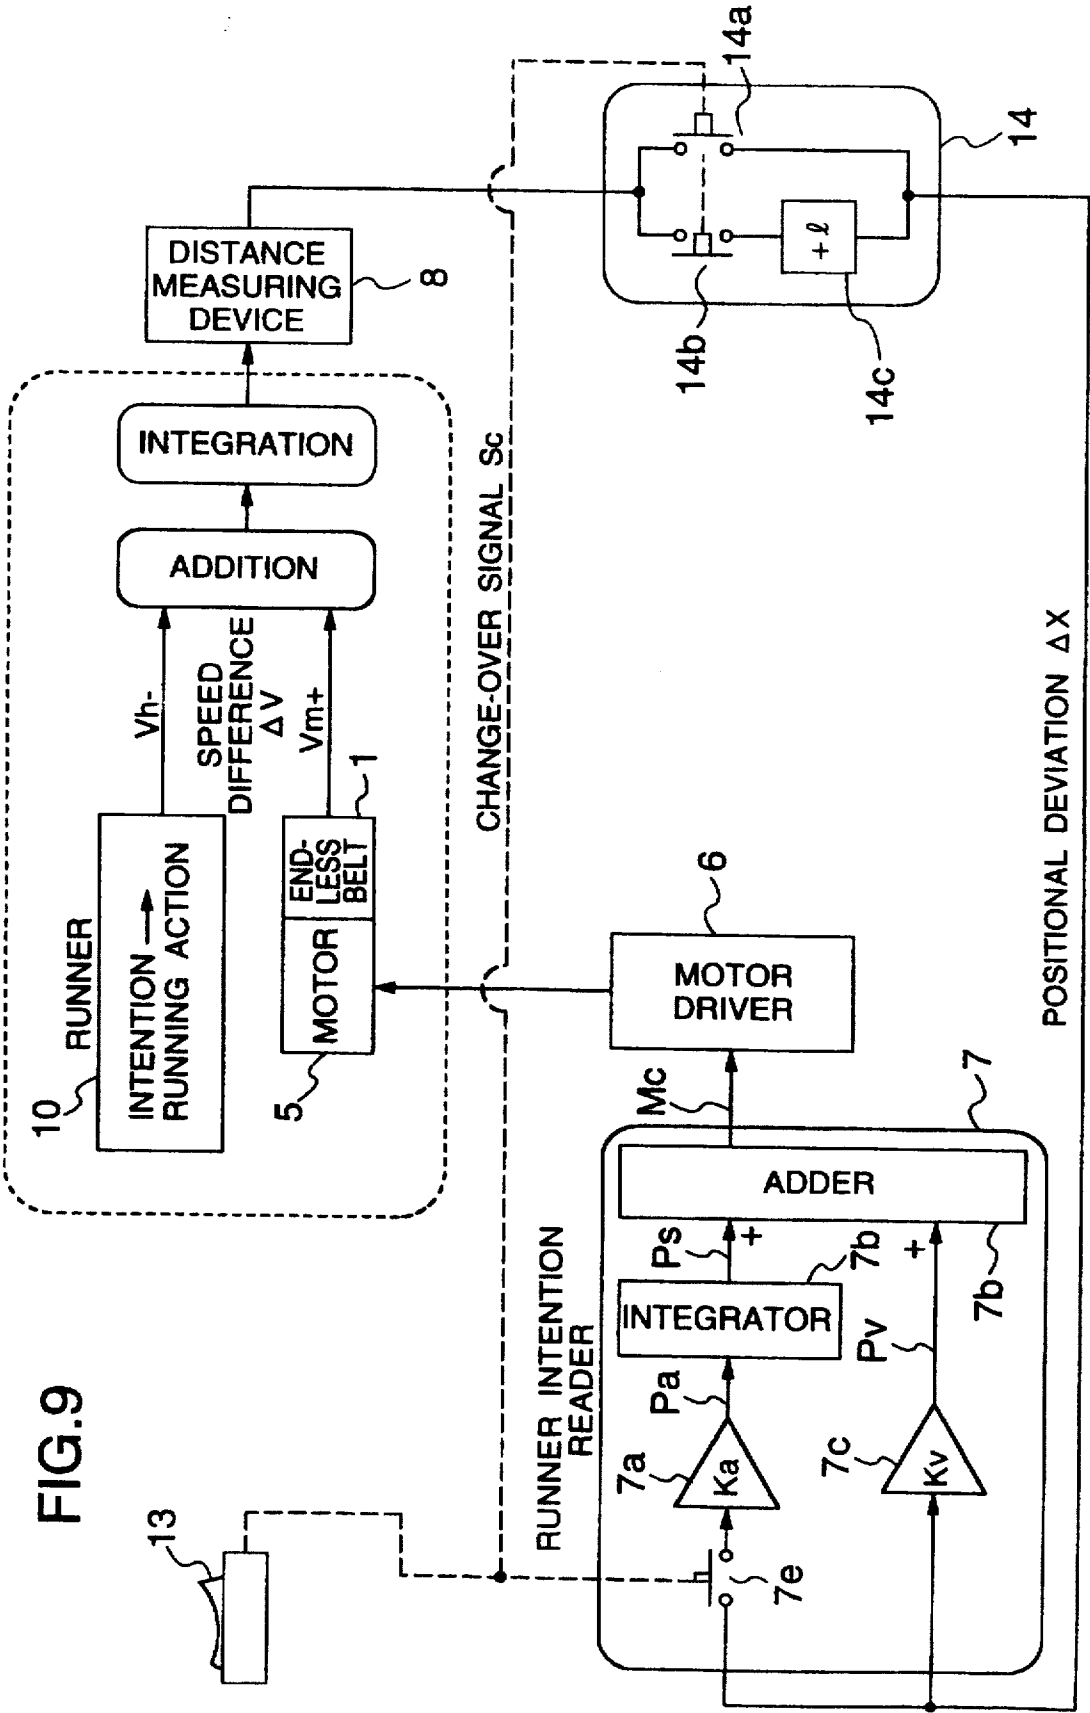 FIG.9
13
10
RUNNER
INTENTION
RUNNING ACTION
Vh-
SPEED
DIFFERENCE
ΔV
Vm+
5
MOTOR
END-
LESS
BELT
1
ADDITION
INTEGRATION
DISTANCE
MEASURING
DEVICE
8
CHANGE-OVER SIGNAL Sc
14a
14b
+ℓ
14c
14
RUNNER INTENTION
READER
7e
7a
Ka
Pa
INTEGRATOR
7b
Ps
+
7c
Kv
Pv
+
7b
ADDER
7
Mc
MOTOR
DRIVER
6
POSITIONAL DEVIATION ΔX